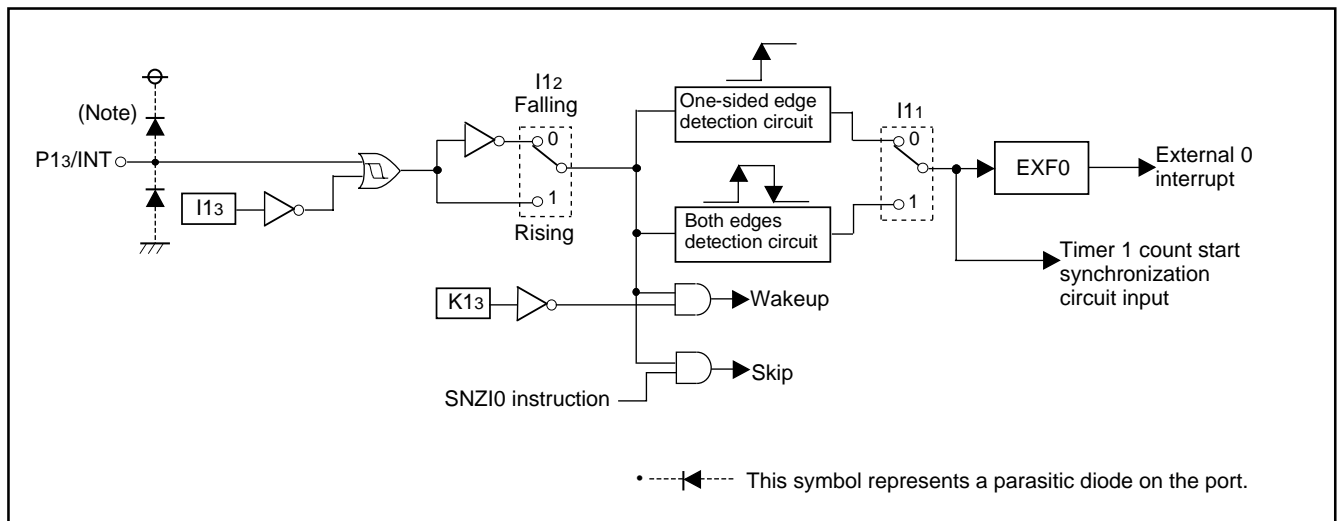 (Note)
P13/INT
I13
I12
Falling
0
1
Rising
One-sided edge
detection circuit
Both edges
detection circuit
I11
0
1
EXF0
External 0
interrupt
Timer 1 count start
synchronization
circuit input
K13
Wakeup
SNZI0 instruction
Skip
This symbol represents a parasitic diode on the port.